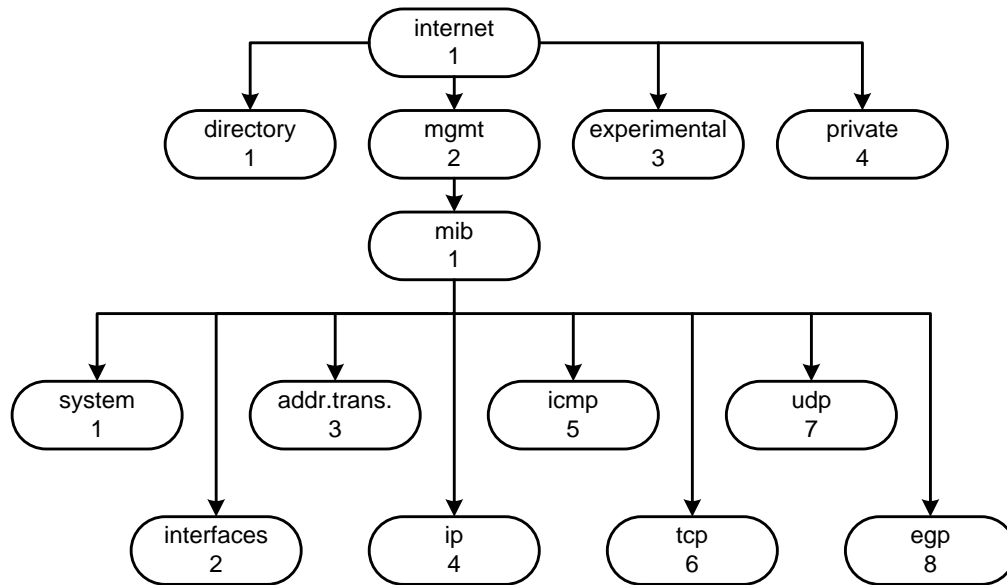 internet
1
directory
1
mgmt
2
experimental
3
private
4
mib
1
system
1
addr.trans.
3
icmp
5
udp
7
interfaces
2
ip
4
tcp
6
egp
8